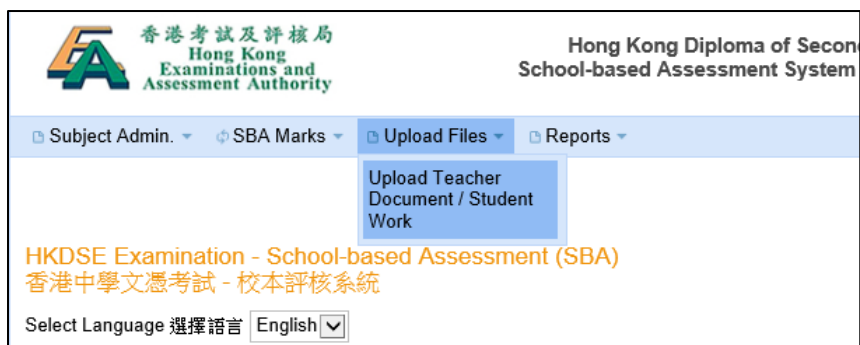 香港考試及評核局
Hong Kong
Examinations and
Assessment Authority
Hong Kong Diploma of Secon
School-based Assessment System
Subject Admin.
SBA Marks
Upload Files
Reports
Upload Teacher
Document / Student
Work
HKDSE Examination - School-based Assessment (SBA)
香港中學文憑考試 - 校本評核系統
Select Language 選擇語言 English